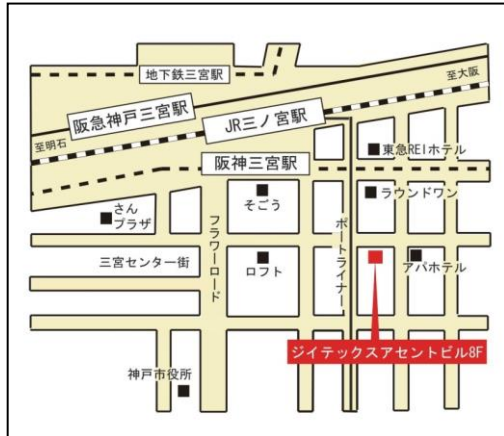 地下鉄三宮駅
至大阪
阪急神戸三宮駅
JR三ノ宮駅
至明石
東急REIホテル
阪神三宮駅
ラウンドワン
そごう
さん
プラザ
フラワーロード
ポートライナー
三宮センター街
ロフト
アパホテル
ジイテックスアセントビル8F
神戸市役所